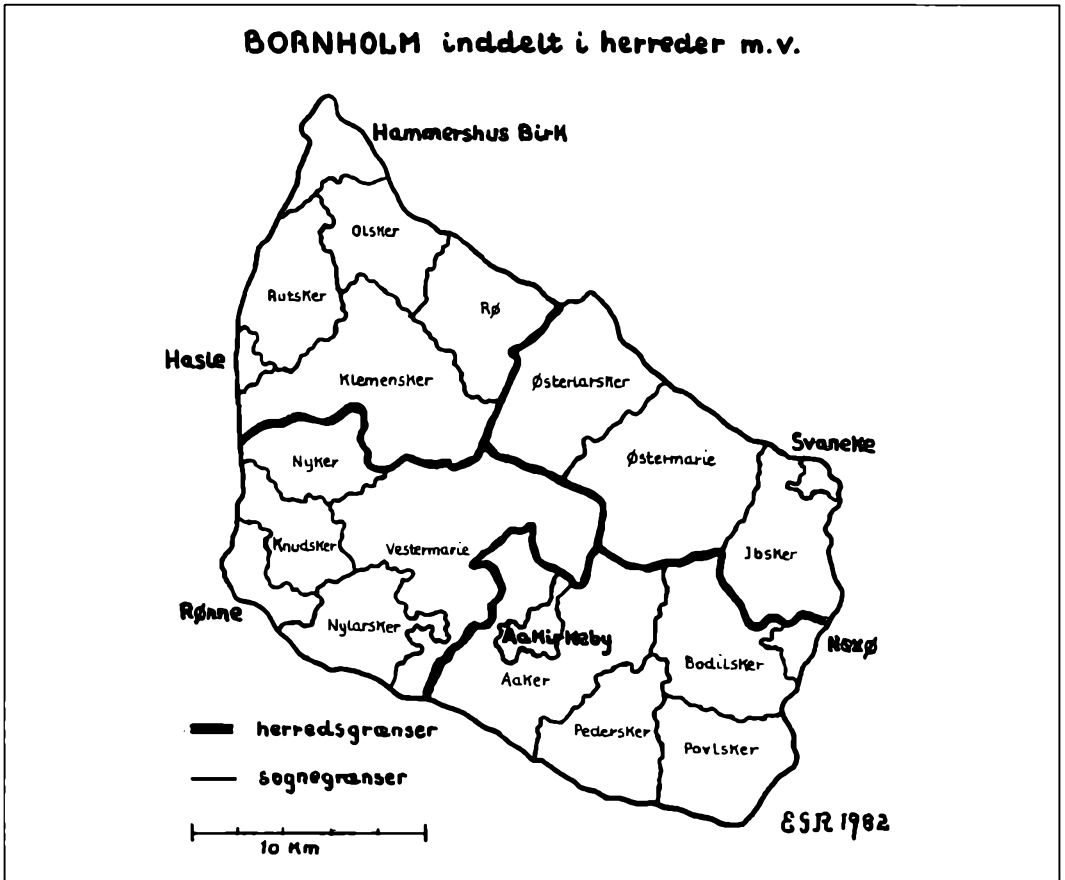 BORNHOLM inddelt i herreder m.v.
Hammershus Birk
Olsker
Rutsker
Rø
Hasle
Klemensker
Østerlarsker
Svaneke
Nyker
Østermarie
Knudsker
Vestermarie
Ibsker
Rønne
Nylarsker
Aakirkeby
Nexø
Bodilsker
Aaker
herredsgrænser
Pedersker
Povlsker
sognegrænser
ESR 1982
10 Km